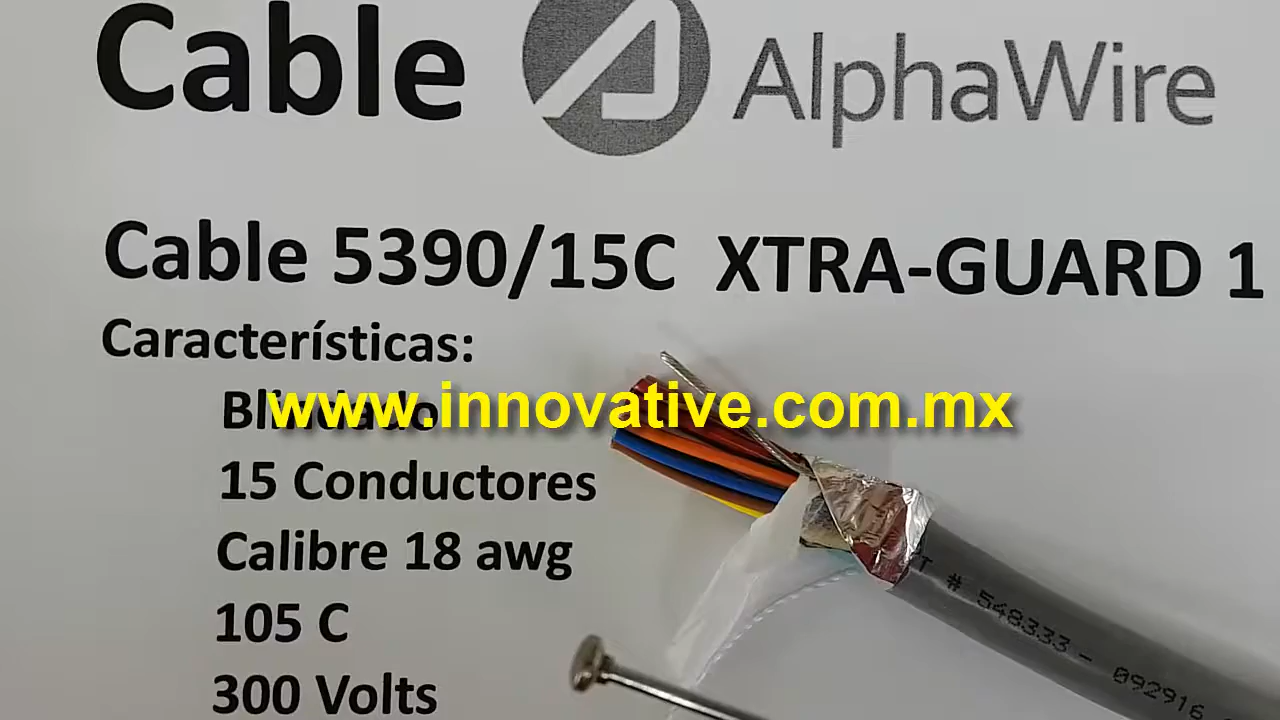 Cable AlphaWire
Cable 5390/15C XTRA-GUARD 1
Características:
Blindado
www.innovative.com.mx
15 Conductores
Calibre 18 awg
105 C
300 Volts
T # 548333 - 092916